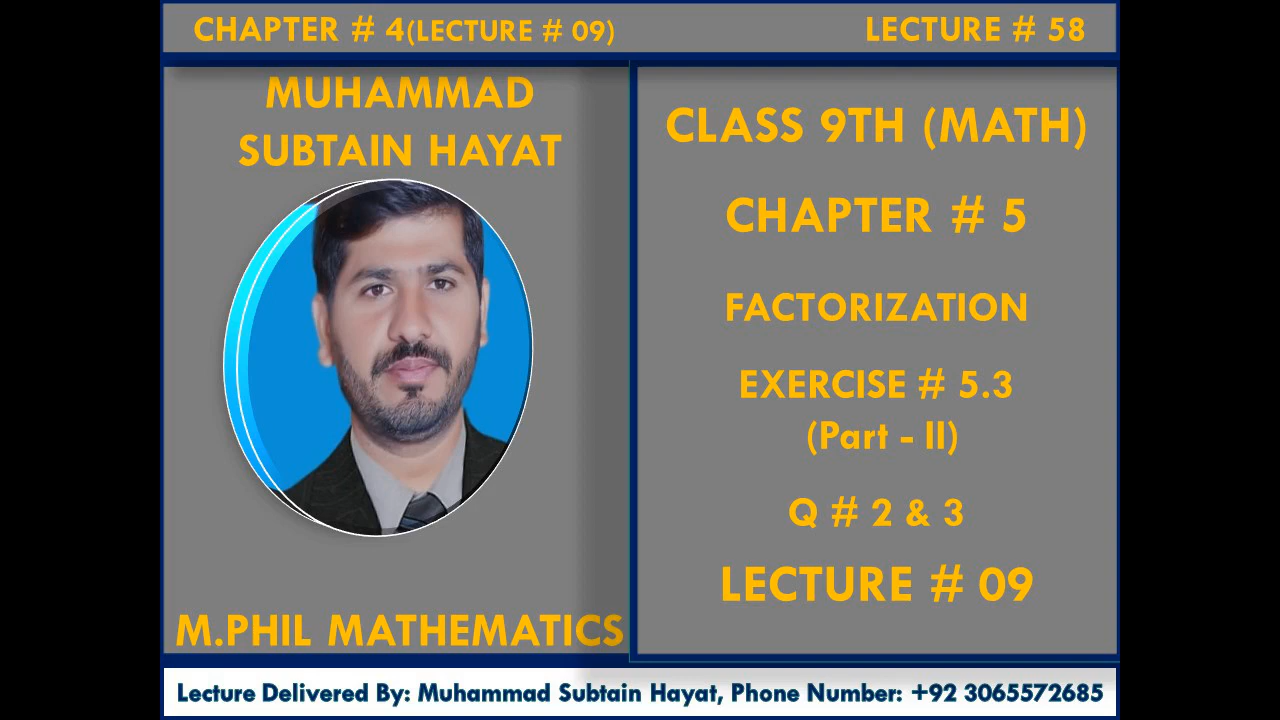 CHAPTER # 4(LECTURE # 09)
LECTURE # 58
MUHAMMAD
SUBTAIN HAYAT
M.PHIL MATHEMATICS
CLASS 9TH (MATH)
CHAPTER # 5
FACTORIZATION
EXERCISE # 5.3
(Part - II)
Q # 2 & 3
LECTURE # 09
Lecture Delivered By: Muhammad Subtain Hayat, Phone Number: +92 3065572685